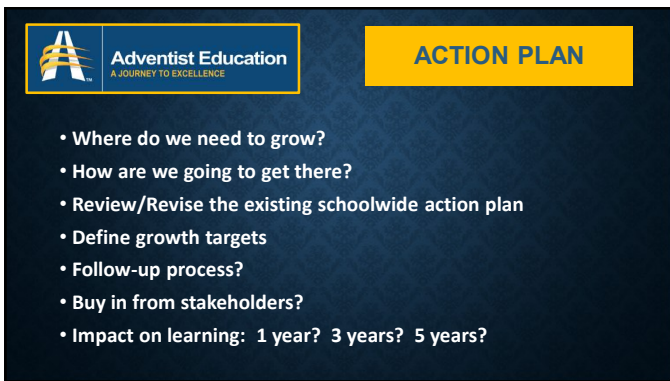 Adventist Education
A JOURNEY TO EXCELLENCE
TM
ACTION PLAN
• Where do we need to grow?
• How are we going to get there?
• Review/Revise the existing schoolwide action plan
• Define growth targets
• Follow-up process?
• Buy in from stakeholders?
• Impact on learning: 1 year? 3 years? 5 years?